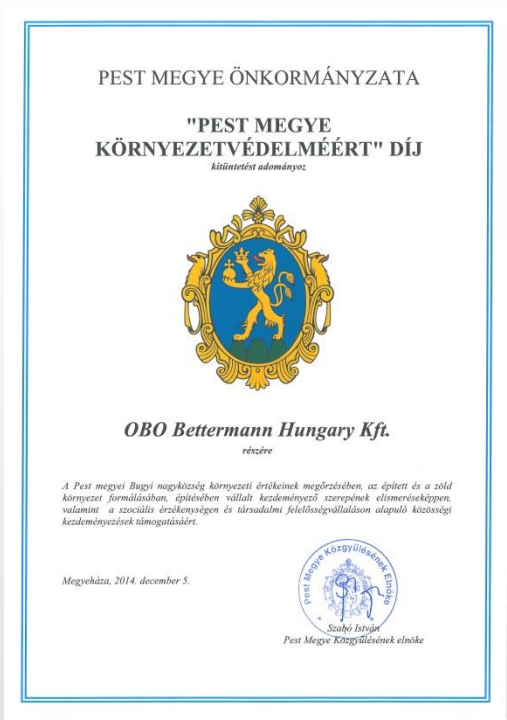 PEST MEGYE ÖNKORMÁNYZATA
"PEST MEGYE
KÖRNYEZETVÉDELMÉÉRT" DÍJ
kitüntetést adományoz
OBO Bettermann Hungary Kft.
részére
A Pest megyei Bugyi nagyközség környezeti értékeinek megőrzésében, az épített és a zöld
környezet formálásában, építésében vállalt kezdeményező szerepének elismeréseképpen,
valamint a szociális érzékenységen és társadalmi felelősségvállaláson alapuló közösségi
kezdeményezések támogatásáért.
Pest Megye Közgyűlésének Elnöke
Megyeháza, 2014. december 5.
Szabó István
Pest Megye Közgyűlésének elnöke